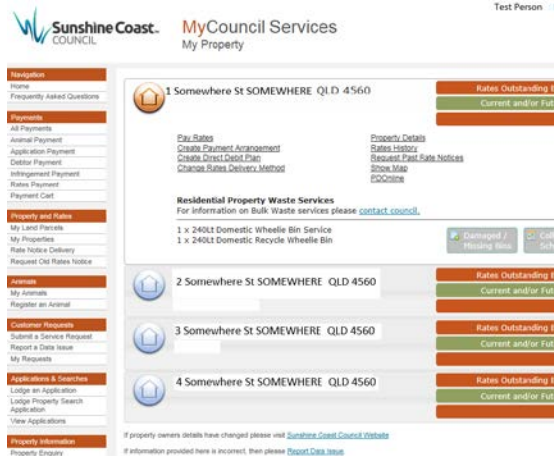 Test Person
Sunshine Coast
COUNCIL
MyCouncil Services
My Property
Navigation
Home
Frequently Asked Questions
Payments
All Payments
Animal Payment
Application Payment
Debtor Payment
Infringement Payment
Rates Payment
Payment Cart
Property and Rates
My Land Parcels
My Properties
Rate Notice Delivery
Request Old Rates Notice
Animals
My Animals
Register an Animal
Customer Requests
Submit a Service Request
Report a Data Issue
My Requests
Applications & Searches
Lodge an Application
Lodge Property Search
Application
View Applications
Property Information
Property Enquiry
1 Somewhere St SOMEWHERE QLD 4560
Rates Outstanding
Current and/or Fut
Pay Rates
Create Payment Arrangement
Create Direct Debit Plan
Change Rates Delivery Method
Property Details
Rates History
Request Past Rate Notices
Show Map
PDOnline
Residential Property Waste Services
For information on Bulk Waste services please contact council.
1 x 240Lt Domestic Wheelie Bin Service
1 x 240Lt Domestic Recycle Wheelie Bin
Damaged /
Missing Bins
Coll
Sch
2 Somewhere St SOMEWHERE QLD 4560
Rates Outstanding
Current and/or Fut
3 Somewhere St SOMEWHERE QLD 4560
Rates Outstanding
Current and/or Fut
4 Somewhere St SOMEWHERE QLD 4560
Rates Outstanding
Current and/or Fut
If property owners details have changed please visit Sunshine Coast Council Website
If information provided here is incorrect, then please Report Data Issue.